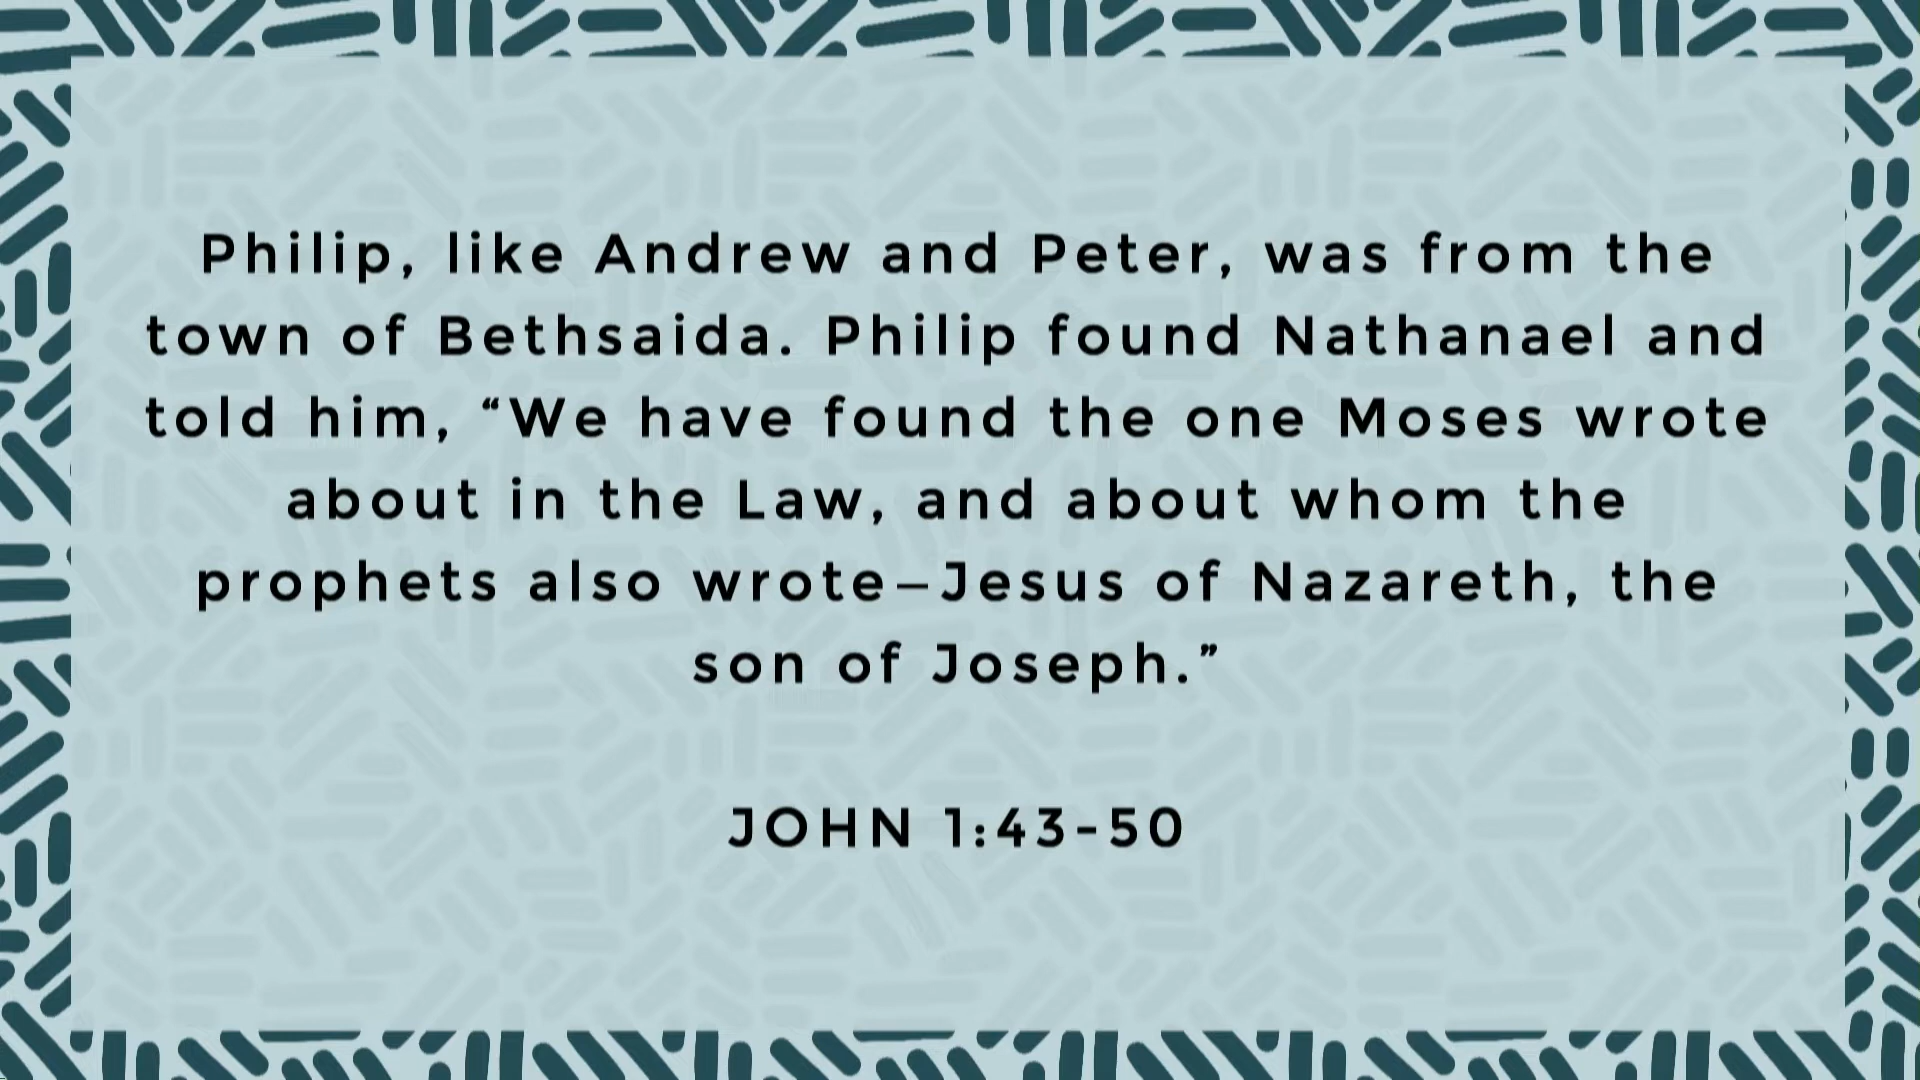 Philip, like Andrew and Peter, was from the
town of Bethsaida. Philip found Nathanael and
told him, “We have found the one Moses wrote
about in the Law, and about whom the
prophets also wrote—Jesus of Nazareth, the
son of Joseph.”
JOHN 1:43-50